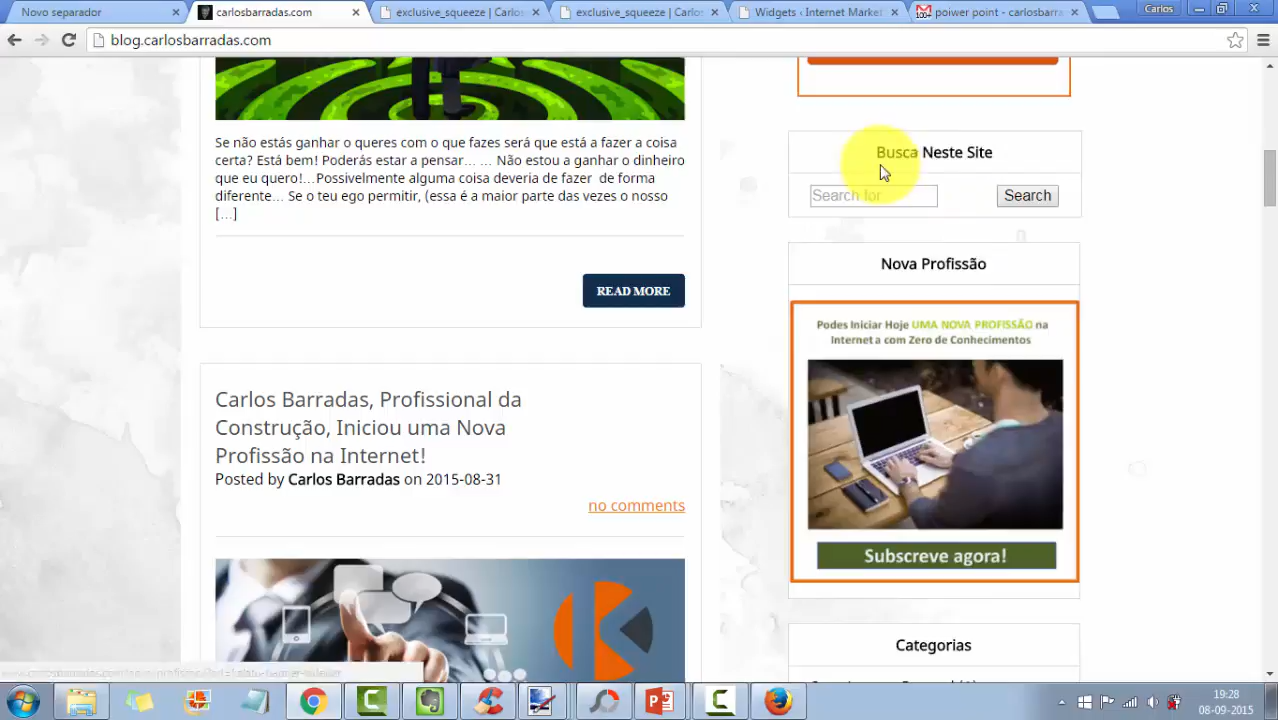 Novo separador
carlosbarradas.com
exclusive_squeeze | Carlos
exclusive_squeeze | Carlos
Widgets ‹ Internet Market
poiwer point - carlosbarra
Carlos
blog.carlosbarradas.com
Se não estás ganhar o queres com o que fazes será que está a fazer a coisa
certa? Está bem! Poderás estar a pensar… … Não estou a ganhar o dinheiro
que eu quero!…Possivelmente alguma coisa deveria de fazer de forma
diferente… Se o teu ego permitir, (essa é a maior parte das vezes o nosso
[…]
READ MORE
Carlos Barradas, Profissional da
Construção, Iniciou uma Nova
Profissão na Internet!
Posted by Carlos Barradas on 2015-08-31
no comments
Busca Neste Site
Search for
Search
Nova Profissão
Podes Iniciar Hoje UMA NOVA PROFISSÃO na
Internet a com Zero de Conhecimentos
Subscreve agora!
Categorias
19:28
08-09-2015